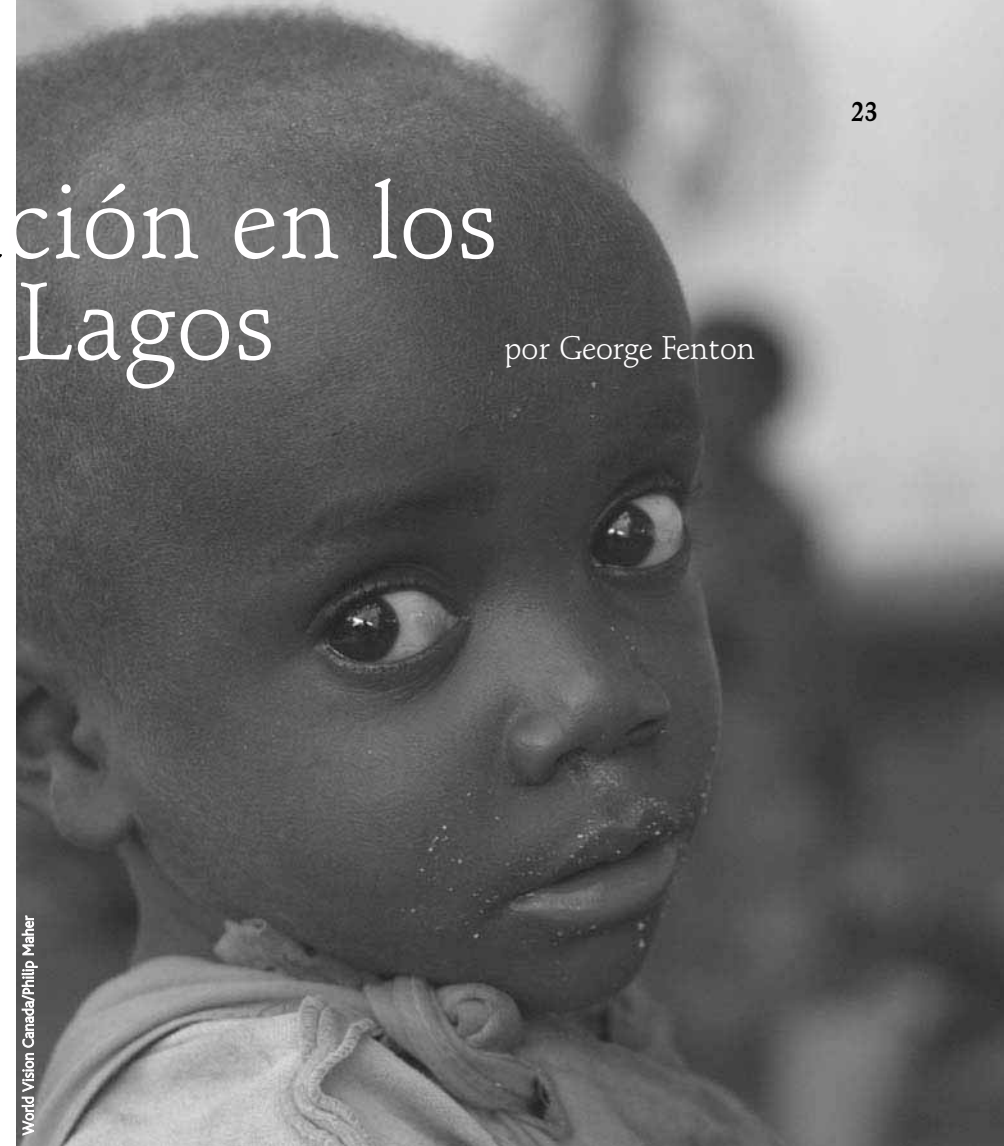 23
ción en los
Lagos
por George Fenton
World Vision Canada/Philip Maher